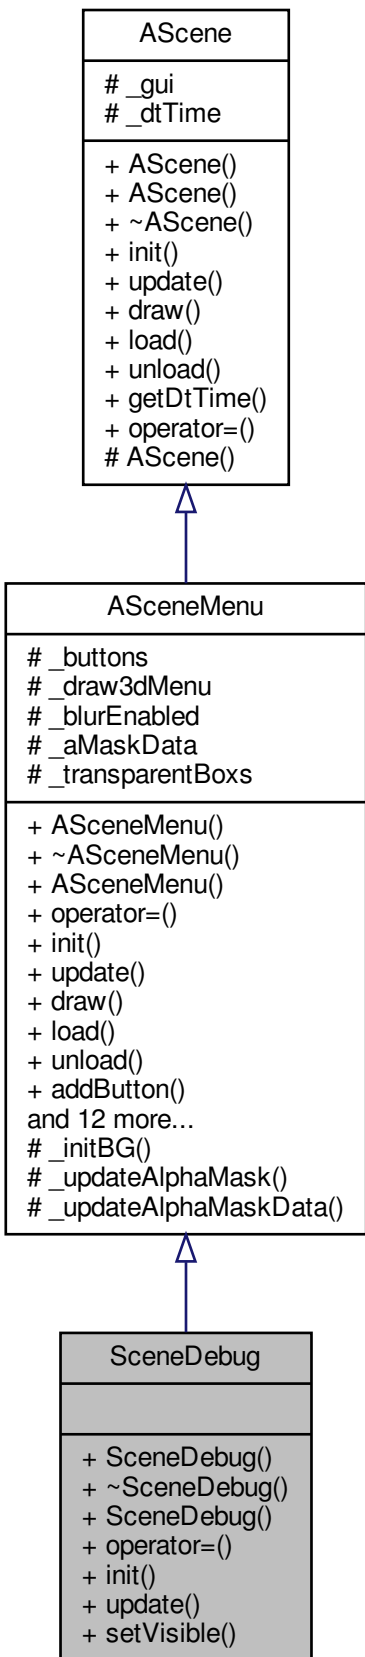 AScene
# _gui
# _dtTime
+ AScene()
+ AScene()
+ ~AScene()
+ init()
+ update()
+ draw()
+ load()
+ unload()
+ getDtTime()
+ operator=()
# AScene()
ASceneMenu
# _buttons
# _draw3dMenu
# _blurEnabled
# _aMaskData
# _transparentBoxs
+ ASceneMenu()
+ ~ASceneMenu()
+ ASceneMenu()
+ operator=()
+ init()
+ update()
+ draw()
+ load()
+ unload()
+ addButton()
and 12 more...
# _initBG()
# _updateAlphaMask()
# _updateAlphaMaskData()
SceneDebug
+ SceneDebug()
+ ~SceneDebug()
+ SceneDebug()
+ operator=()
+ init()
+ update()
+ setVisible()